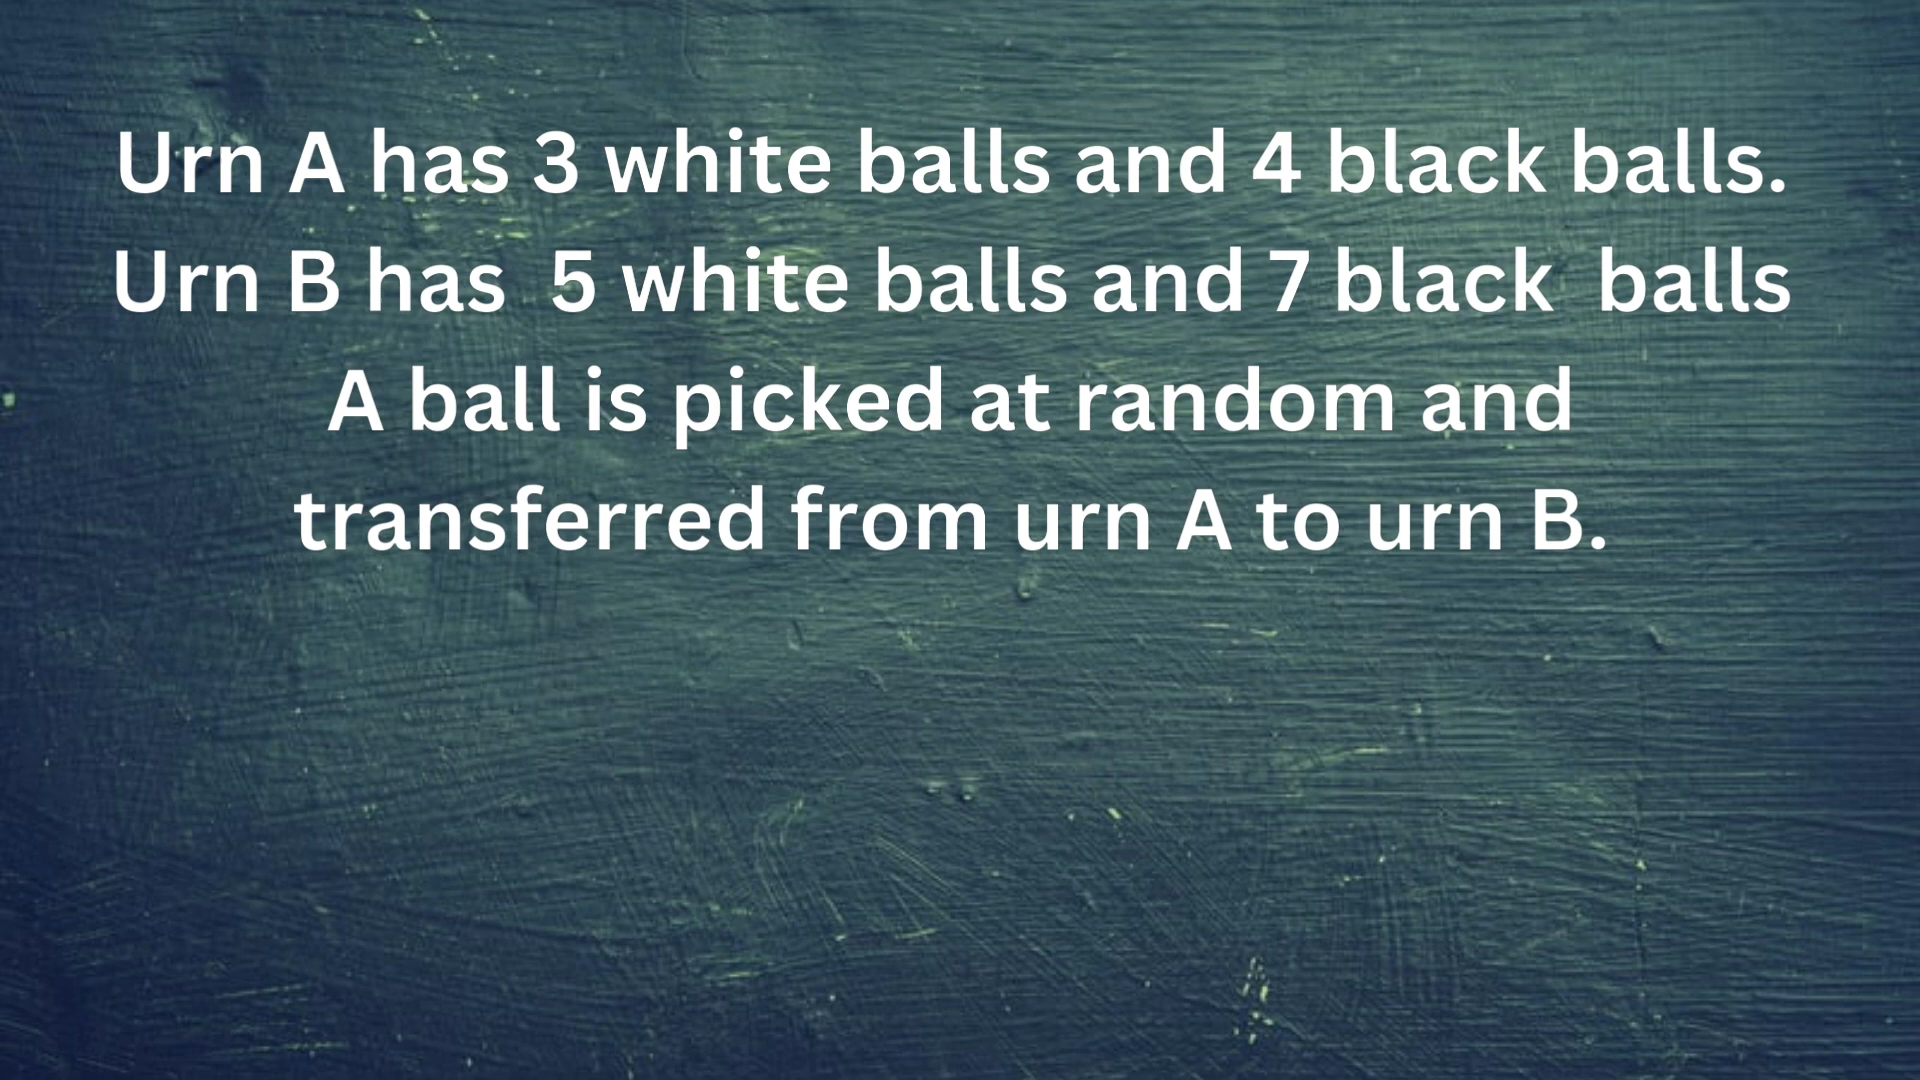 Urn A has 3 white balls and 4 black balls.
Urn B has  5 white balls and 7 black  balls
A ball is picked at random and
transferred from urn A to urn B.